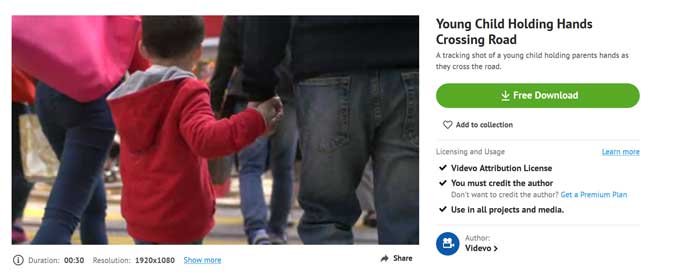 Young Child Holding Hands
Crossing Road
A tracking shot of a young child holding parents hands as
they cross the road.
Free Download
Add to collection
Licensing and Usage
Learn more
Videvo Attribution License
You must credit the author
Don't want to credit the author? Get a Premium Plan
Use in all projects and media.
Author:
Videvo
Duration: 00:30 Resolution: 1920x1080 Show more
Share